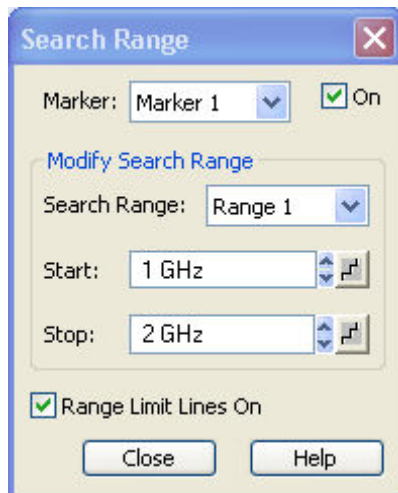 Search Range
Marker: Marker 1 On
Modify Search Range
Search Range: Range 1
Start: 1 GHz
Stop: 2 GHz
Range Limit Lines On
Close Help